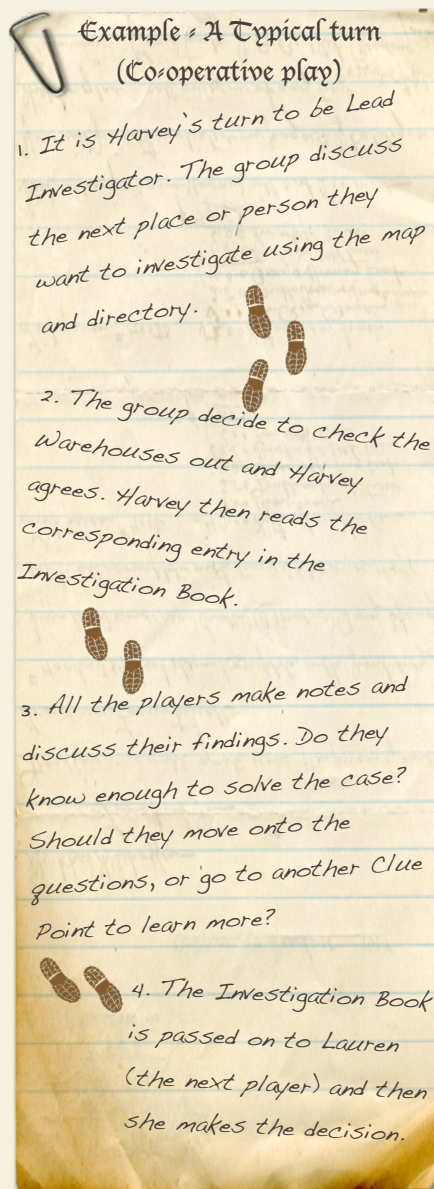 Example - A Typical turn
(Co-operative play)
1. It is Harvey's turn to be Lead
Investigator. The group discuss
the next place or person they
want to investigate using the map
and directory.
2. The group decide to check the
Warehouses out and Harvey
agrees. Harvey then reads the
corresponding entry in the
Investigation Book.
3. All the players make notes and
discuss their findings. Do they
know enough to solve the case?
Should they move onto the
questions, or go to another Clue
Point to learn more?
4. The Investigation Book
is passed on to Lauren
(the next player) and then
she makes the decision.